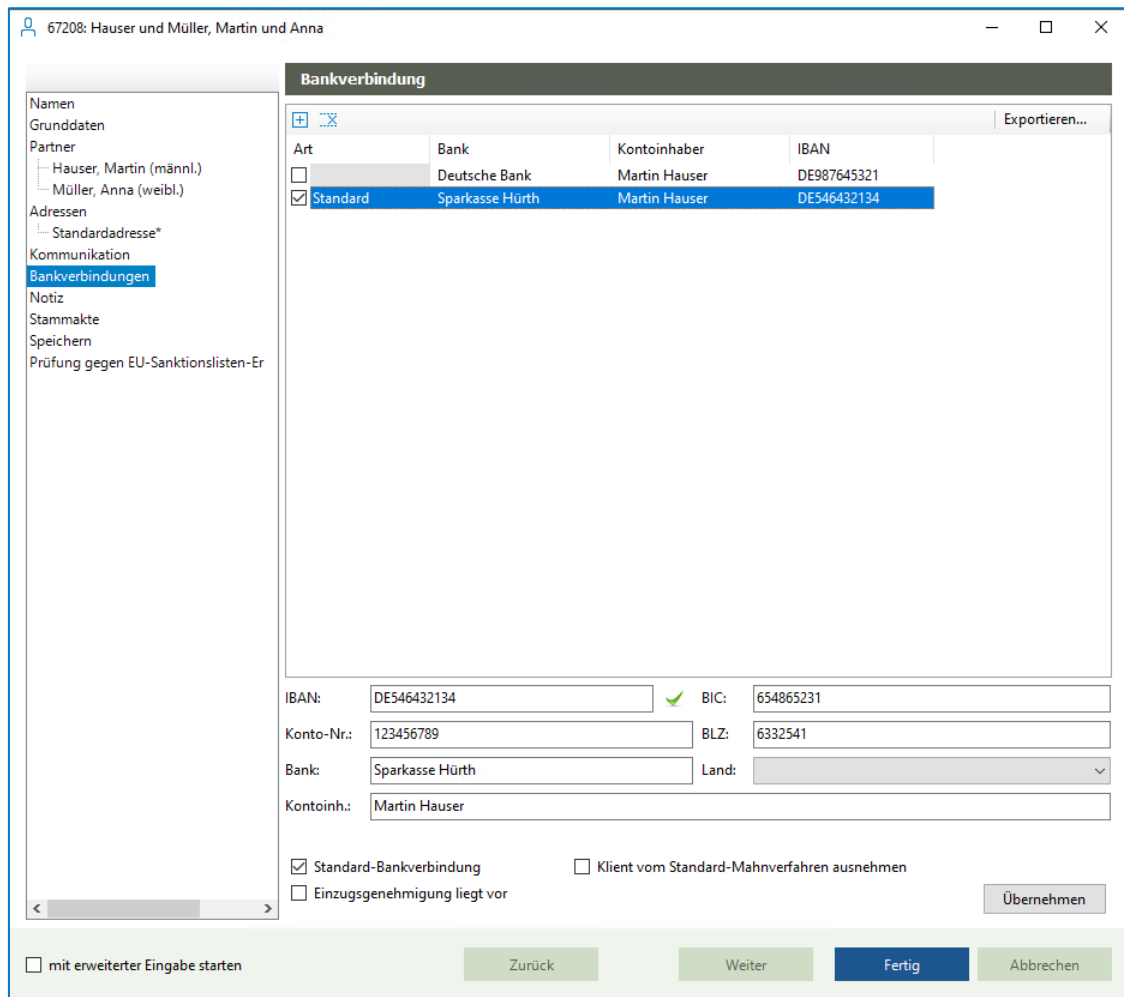 67208: Hauser und Müller, Martin und Anna
Namen
Grunddaten
Partner
Hauser, Martin (männl.)
Müller, Anna (weibl.)
Adressen
Standardadresse*
Kommunikation
Bankverbindungen
Notiz
Stammakte
Speichern
Prüfung gegen EU-Sanktionslisten-Er
Bankverbindung
Exportieren...
Art Bank Kontoinhaber IBAN
Deutsche Bank Martin Hauser DE987645321
Standard Sparkasse Hürth Martin Hauser DE546432134
IBAN: DE546432134 BIC: 654865231
Konto-Nr.: 123456789 BLZ: 6332541
Bank: Sparkasse Hürth Land:
Kontoinh.: Martin Hauser
Standard-Bankverbindung Klient vom Standard-Mahnverfahren ausnehmen
Einzugsgenehmigung liegt vor
Übernehmen
mit erweiterter Eingabe starten Zurück Weiter Fertig Abbrechen